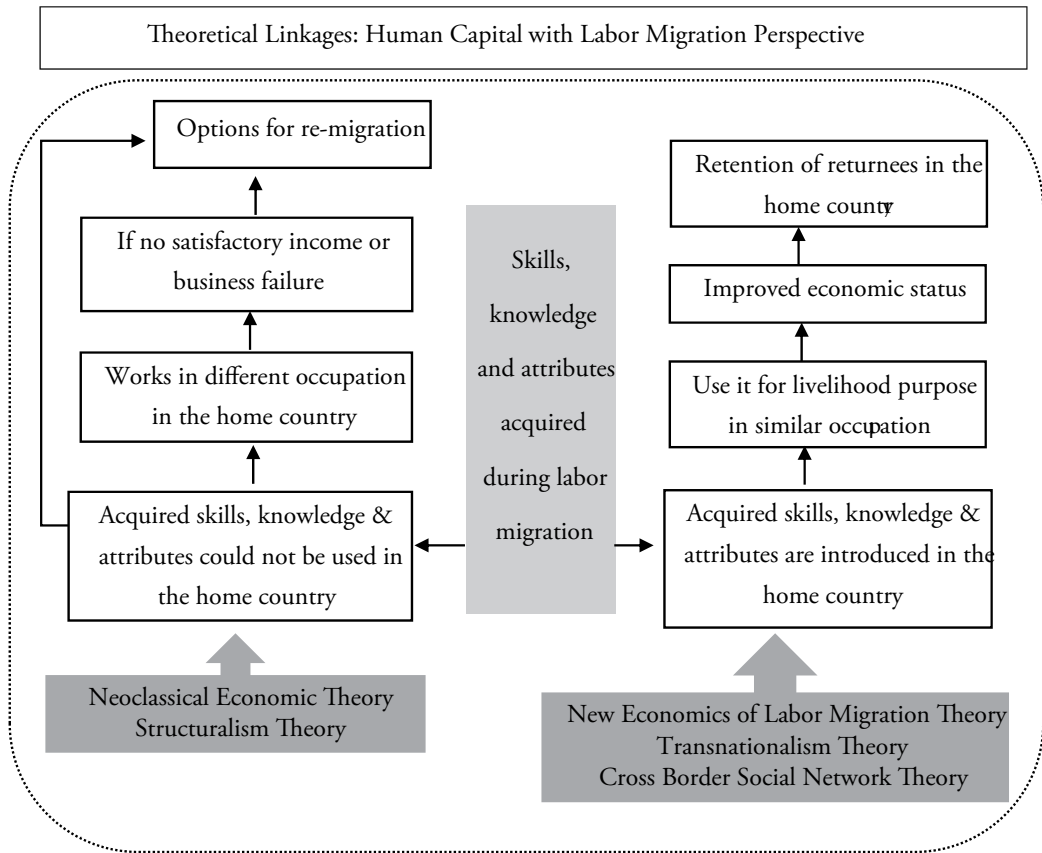 Theoretical Linkages: Human Capital with Labor Migration Perspective
Options for re-migration
If no satisfactory income or
business failure
Works in different occupation
in the home country
Acquired skills, knowledge &
attributes could not be used in
the home country
Neoclassical Economic Theory
Structuralism Theory
Skills,
knowledge
and attributes
acquired
during labor
migration
Retention of returnees in the
home county
Improved economic status
Use it for livelihood purpose
in similar occupation
Acquired skills, knowledge &
attributes are introduced in the
home country
New Economics of Labor Migration Theory
Transnationalism Theory
Cross Border Social Network Theory